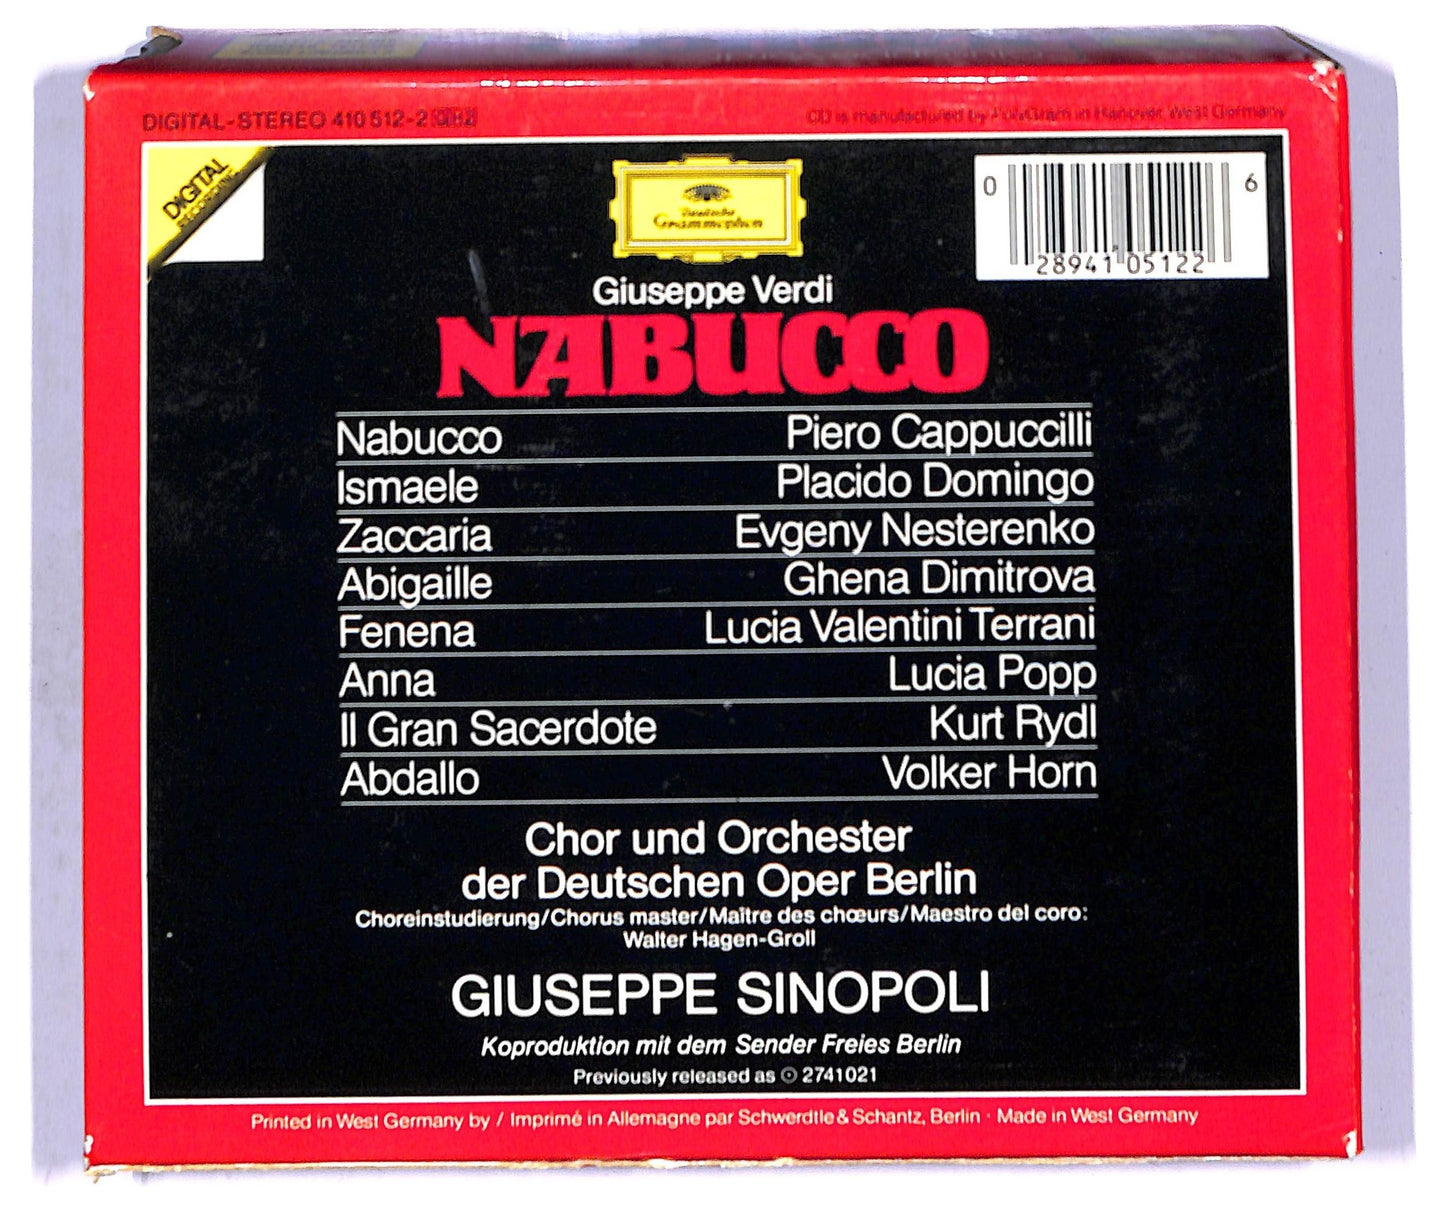 DIGITAL-STEREO 410 512-2 GH2
CD is manufactured by PolyGram in Hanover, West Germany
DIGITAL
RECORDING
Deutsche
Grammophon
0 28941 05122 6
Giuseppe Verdi
NABUCCO
Nabucco Piero Cappuccilli
Ismaele Placido Domingo
Zaccaria Evgeny Nesterenko
Abigaille Ghena Dimitrova
Fenena Lucia Valentini Terrani
Anna Lucia Popp
Il Gran Sacerdote Kurt Rydl
Abdallo Volker Horn
Chor und Orchester
der Deutschen Oper Berlin
Choreinstudierung/Chorus master/Maître des chœurs/Maestro del coro:
Walter Hagen-Groll
GIUSEPPE SINOPOLI
Koproduktion mit dem Sender Freies Berlin
Previously released as 2741021
Printed in West Germany by / Imprimé in Allemagne par Schwerdtle & Schantz, Berlin · Made in West Germany